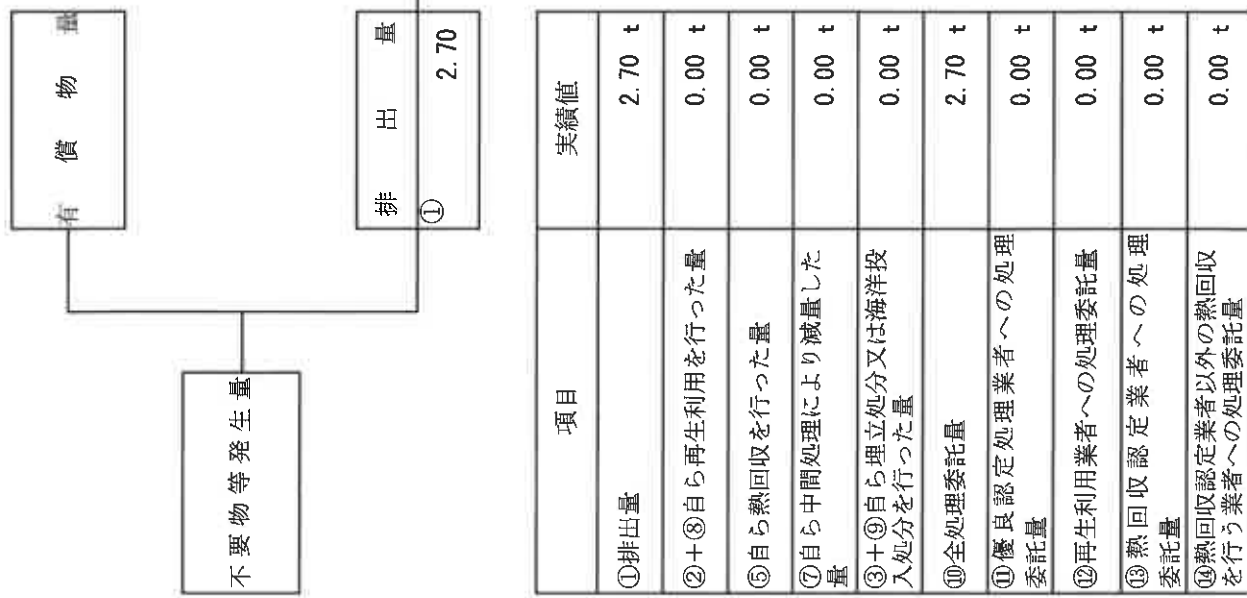 有償物量
不要物等発生量
排出量
① 2.70
項目 実績値
①排出量 2.70 t
②+⑧自ら再生利用を行った量 0.00 t
⑤自ら熱回収を行った量 0.00 t
⑦自ら中間処理により減量した
量 0.00 t
③+⑨自ら埋立処分又は海洋投
入処分を行った量 0.00 t
⑩全処理委託量 2.70 t
⑪優良認定処理業者への処理
委託量 0.00 t
⑫再生利用業者への処理委託量 0.00 t
⑬熱回収認定業者への処理
委託量 0.00 t
⑭熱回収認定業者以外の熱回収
を行う業者への処理委託量 0.00 t